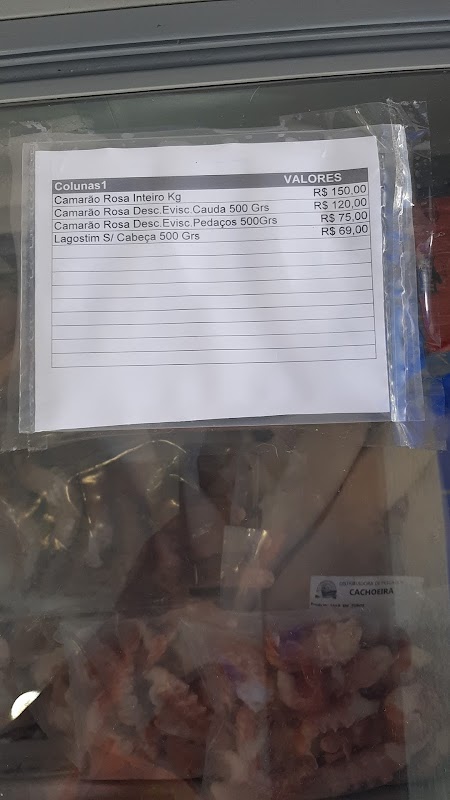 Colunas1 VALORES
Camarão Rosa Inteiro Kg R$ 150,00
Camarão Rosa Desc.Evisc.Cauda 500 Grs R$ 120,00
Camarão Rosa Desc.Evisc.Pedaços 500Grs R$ 75,00
Lagostim S/ Cabeça 500 Grs R$ 69,00
CACHOEIRA